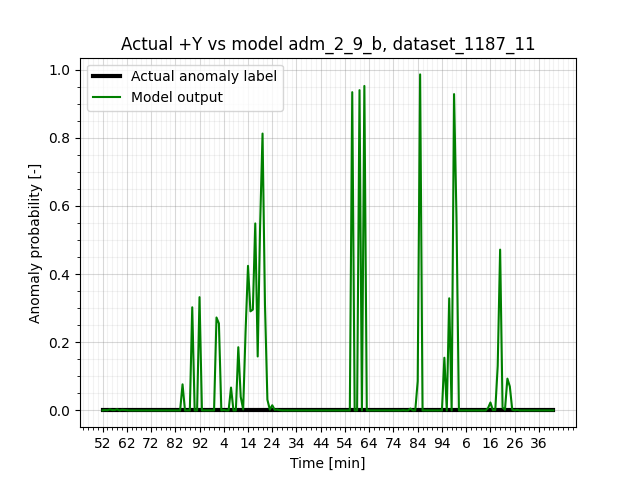 Actual +Y vs model adm_2_9_b, dataset_1187_11
Actual anomaly label
Model output
Anomaly probability [-]
1.0
0.8
0.6
0.4
0.2
0.0
52 62 72 82 92 4 14 24 34 44 54 64 74 84 94 6 16 26 36
Time [min]